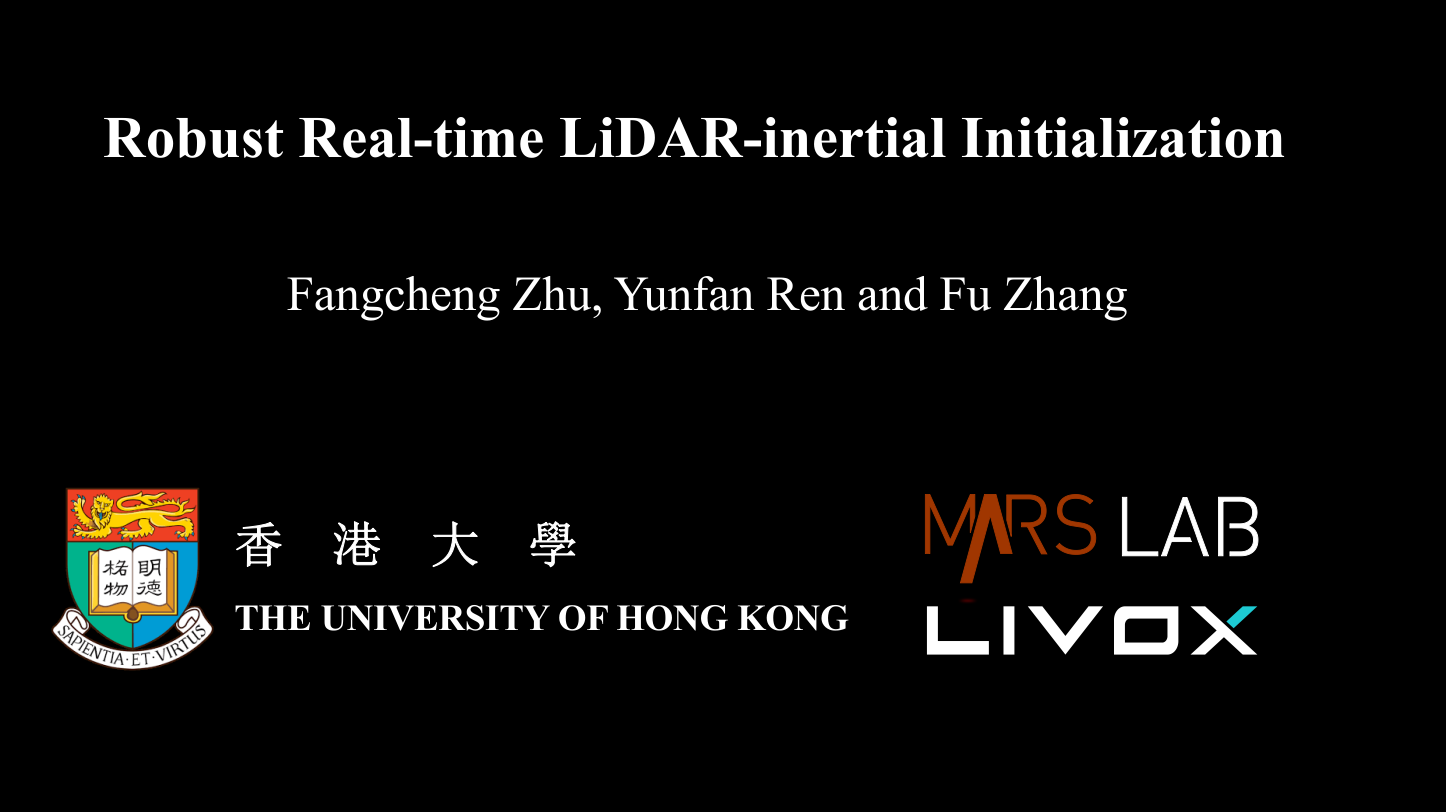 Robust Real-time LiDAR-inertial Initialization
Fangcheng Zhu, Yunfan Ren and Fu Zhang
格物
明德
SAPIENTIA·ET·VIRTUS
香 港 大 學
THE UNIVERSITY OF HONG KONG
MARS LAB
LIVOX